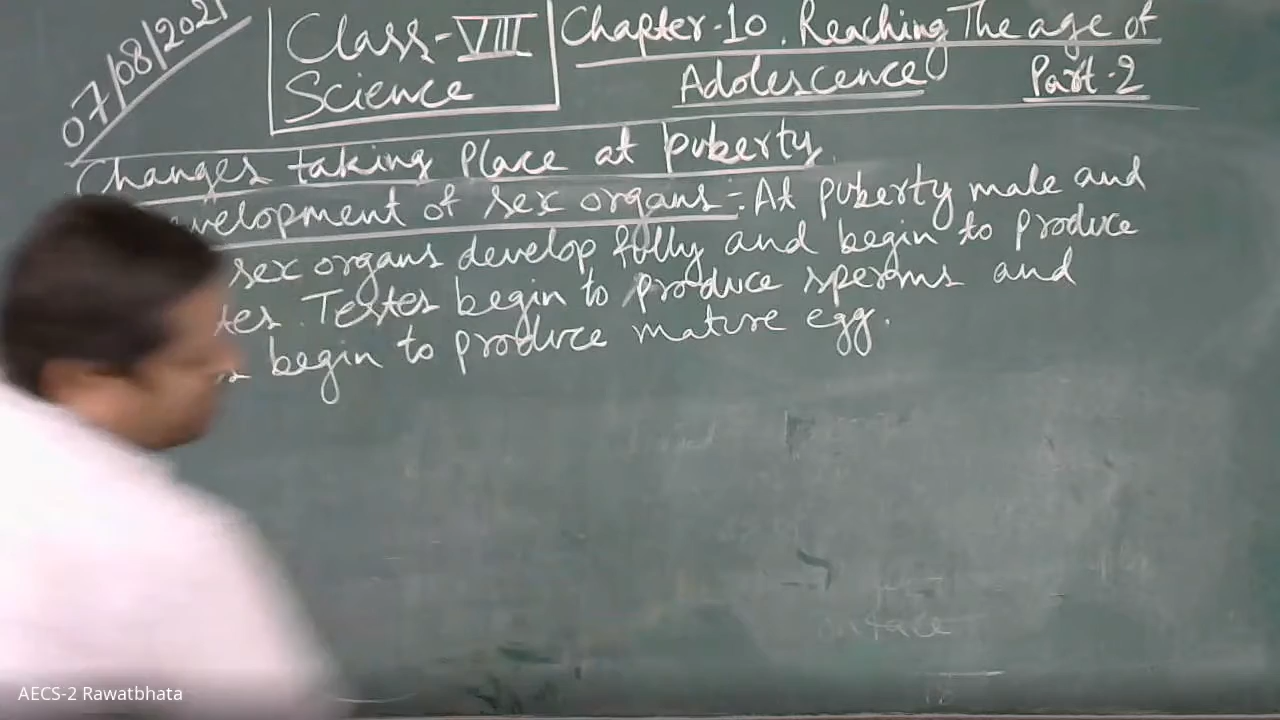 07/08/2021
Class-VIII
Science
Chapter-10. Reaching The age of
Adolescence
Part-2
Changes taking Place at puberty.
evelopment of sex organs:- At puberty male and
sex organs develop fully and begin to produce
tes. Testes begin to produce sperms and
begin to produce mature egg.
surface
AECS-2 Rawatbhata